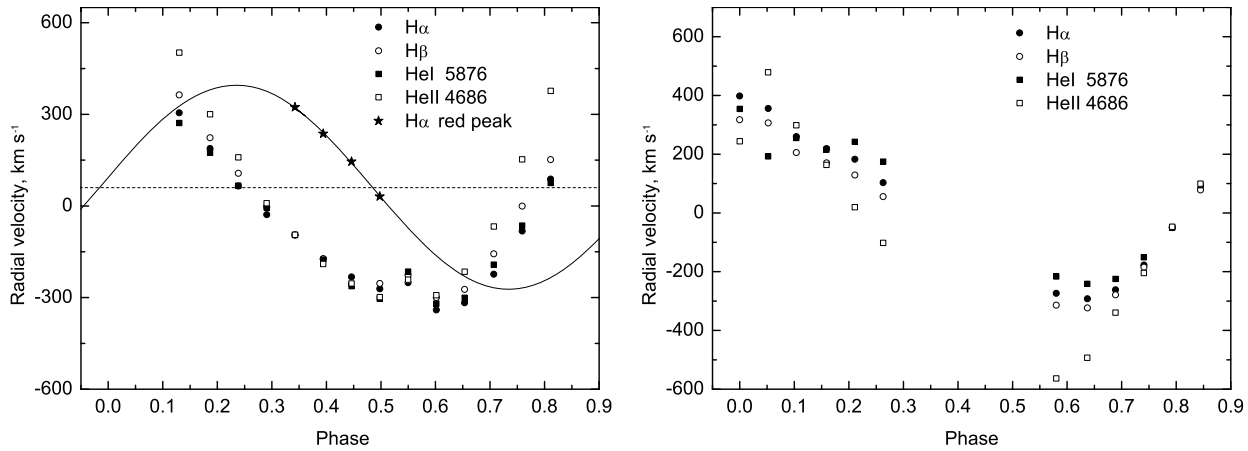 600
300
0
-300
-600
Radial velocity, km s⁻¹
Hα
Hβ
HeI 5876
HeII 4686
Hα red peak
0.0 0.1 0.2 0.3 0.4 0.5 0.6 0.7 0.8 0.9
Phase
600
400
200
0
-200
-400
-600
Radial velocity, km s⁻¹
Hα
Hβ
HeI 5876
HeII 4686
0.0 0.1 0.2 0.3 0.4 0.5 0.6 0.7 0.8 0.9
Phase